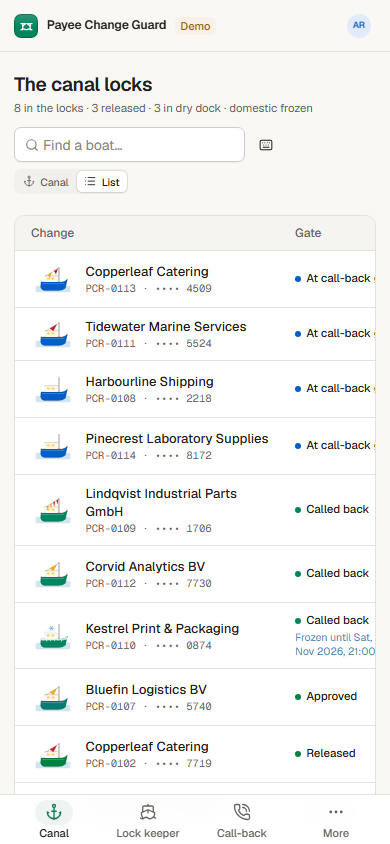 Payee Change Guard Demo AR
The canal locks
8 in the locks · 3 released · 3 in dry dock · domestic frozen
Find a boat...
Canal List
Change Gate
Copperleaf Catering
PCR-0113 · •••• 4509
At call-back
Tidewater Marine Services
PCR-0111 · •••• 5524
At call-back
Harbourline Shipping
PCR-0108 · •••• 2218
At call-back
Pinecrest Laboratory Supplies
PCR-0114 · •••• 8172
At call-back
Lindqvist Industrial Parts
GmbH
PCR-0109 · •••• 1706
Called back
Corvid Analytics BV
PCR-0112 · •••• 7730
Called back
Kestrel Print & Packaging
PCR-0110 · •••• 0874
Called back
Frozen until Sat,
Nov 2026, 21:00
Bluefin Logistics BV
PCR-0107 · •••• 5740
Approved
Copperleaf Catering
PCR-0102 · •••• 7719
Released
Canal Lock keeper Call-back More